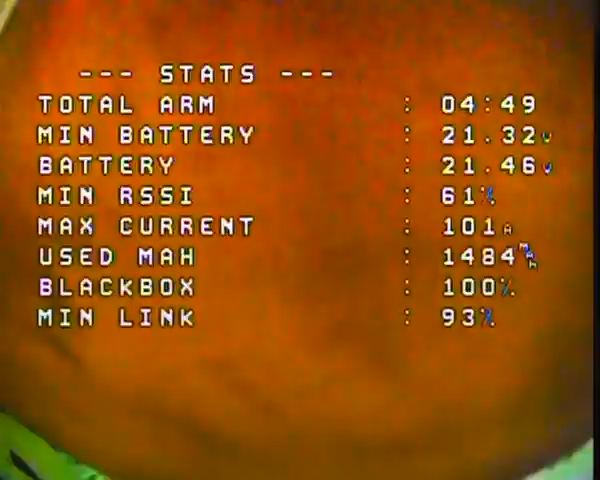 --- STATS ---
TOTAL ARM : 04:49
MIN BATTERY : 21.32V
BATTERY : 21.46V
MIN RSSI : 61%
MAX CURRENT : 101A
USED MAH : 1484MAH
BLACKBOX : 100%
MIN LINK : 93%